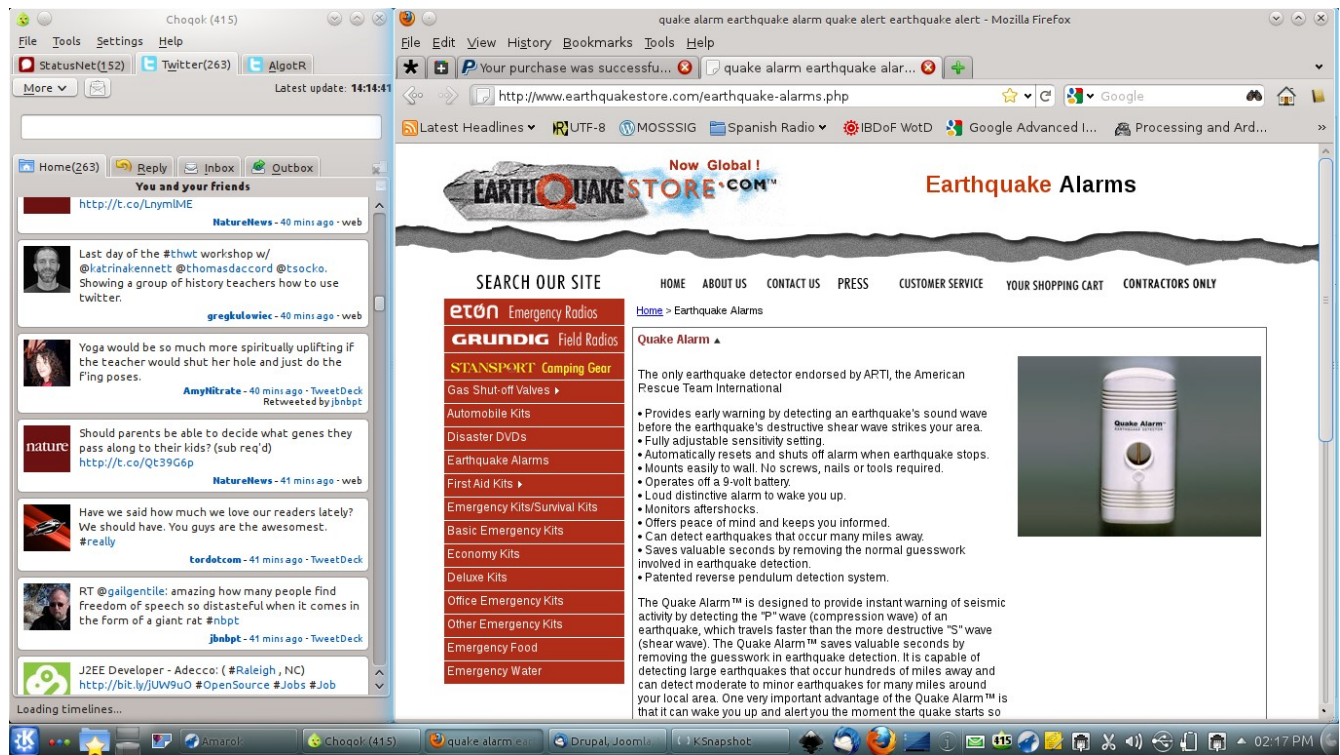 Choqok (415)
File Tools Settings Help
StatusNet(152) Twitter(263) AlgotR
More Latest update: 14:14:41
Home(263) Reply Inbox Outbox
You and your friends
http://t.co/LnymlME
NatureNews - 40 mins ago - web
Last day of the #thwt workshop w/
@katrinakennett @thomasdaccord @tsocko.
Showing a group of history teachers how to use
twitter.
gregkulowiec - 40 mins ago - web
Yoga would be so much more spiritually uplifting if
the teacher would shut her hole and just do the
f'ing poses.
AmyNitrate - 40 mins ago - TweetDeck
Retweeted by jbnbpt
nature
Should parents be able to decide what genes they
pass along to their kids? (sub req'd)
http://t.co/Qt39G6p
NatureNews - 41 mins ago - web
Have we said how much we love our readers lately?
We should have. You guys are the awesomest.
#really
tordotcom - 41 mins ago - TweetDeck
RT @gailgentile: amazing how many people find
freedom of speech so distasteful when it comes in
the form of a giant rat #nbpt
jbnbpt - 41 mins ago - TweetDeck
J2EE Developer - Adecco: ( #Raleigh , NC)
http://bit.ly/jUW9uO #OpenSource #Jobs #Job
Loading timelines...
quake alarm earthquake alarm quake alert earthquake alert - Mozilla Firefox
File Edit View History Bookmarks Tools Help
Your purchase was successfu... quake alarm earthquake alar...
http://www.earthquakestore.com/earthquake-alarms.php Google
Latest Headlines UTF-8 MOSSSIG Spanish Radio IBDoF WotD Google Advanced I... Processing and Ard... »
Now Global !
EARTHQUAKE STORE.COM™
Earthquake Alarms
SEARCH OUR SITE HOME ABOUT US CONTACT US PRESS CUSTOMER SERVICE YOUR SHOPPING CART CONTRACTORS ONLY
etón Emergency Radios
GRUNDIG Field Radios
STANSPORT Camping Gear
Gas Shut-off Valves
Automobile Kits
Disaster DVDs
Earthquake Alarms
First Aid Kits
Emergency Kits/Survival Kits
Basic Emergency Kits
Economy Kits
Deluxe Kits
Office Emergency Kits
Other Emergency Kits
Emergency Food
Emergency Water
Home > Earthquake Alarms
Quake Alarm
The only earthquake detector endorsed by ARTI, the American
Rescue Team International
• Provides early warning by detecting an earthquake's sound wave
before the earthquake's destructive shear wave strikes your area.
• Fully adjustable sensitivity setting.
• Automatically resets and shuts off alarm when earthquake stops.
• Mounts easily to wall. No screws, nails or tools required.
• Operates off a 9-volt battery.
• Loud distinctive alarm to wake you up.
• Monitors aftershocks.
• Offers peace of mind and keeps you informed.
• Can detect earthquakes that occur many miles away.
• Saves valuable seconds by removing the normal guesswork
involved in earthquake detection.
• Patented reverse pendulum detection system.
The Quake Alarm™ is designed to provide instant warning of seismic
activity by detecting the "P" wave (compression wave) of an
earthquake, which travels faster than the more destructive "S" wave
(shear wave). The Quake Alarm™ saves valuable seconds by
removing the guesswork in earthquake detection. It is capable of
detecting large earthquakes that occur hundreds of miles away and
can detect moderate to minor earthquakes for many miles around
your local area. One very important advantage of the Quake Alarm™ is
that it can wake you up and alert you the moment the quake starts so
Quake Alarm
Amarok Choqok (415) quake alarm ear Drupal, Joomla KSnapshot 415 02:17 PM